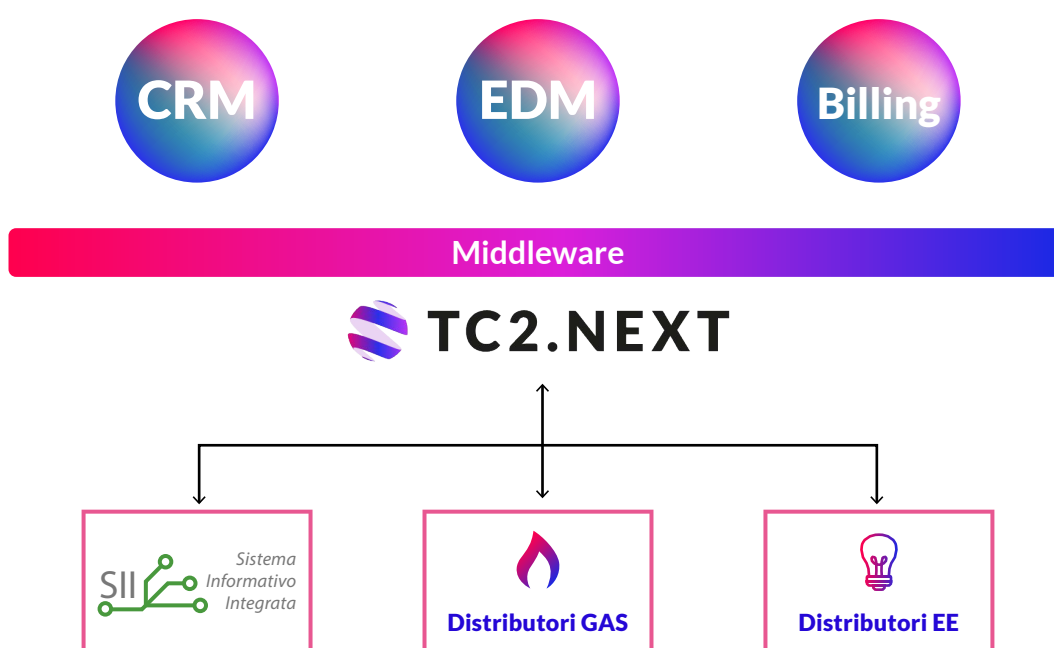 CRM
EDM
Billing
Middleware
TC2.NEXT
SII
Sistema
Informativo
Integrata
Distributori GAS
Distributori EE